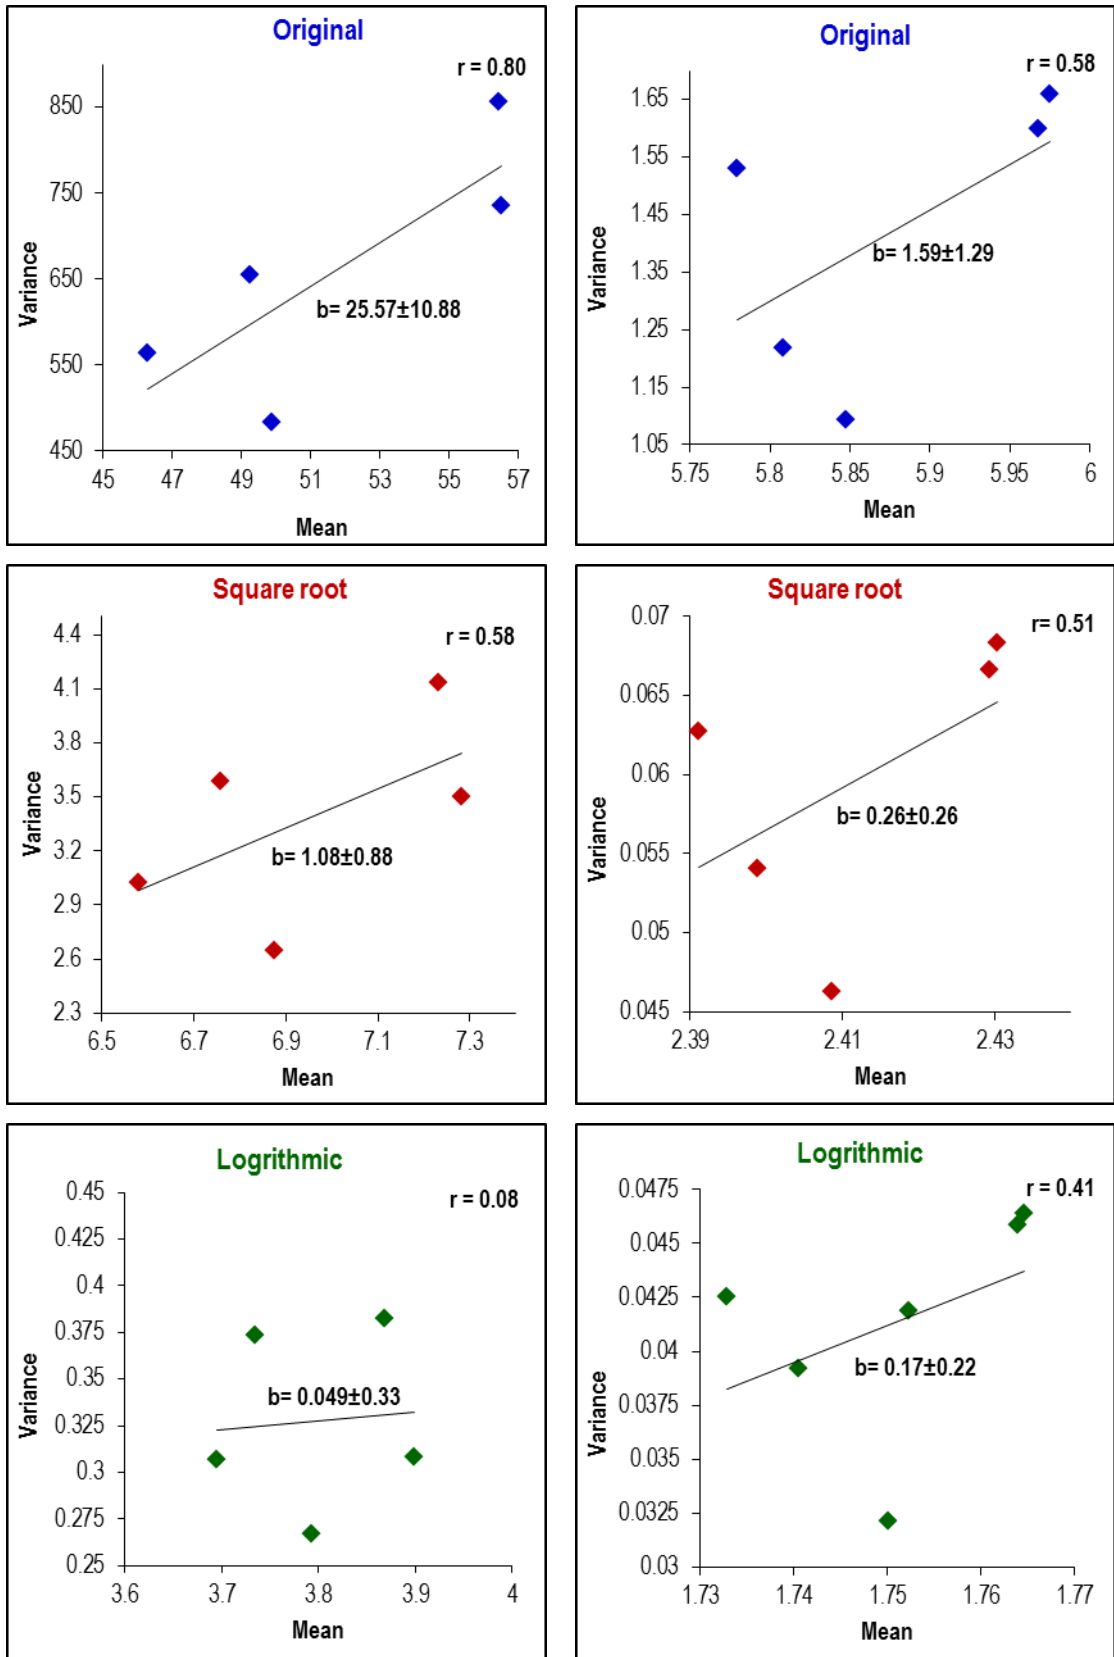 Original
r = 0.80
850
750
650
550
450
Variance
b= 25.57±10.88
45 47 49 51 53 55 57
Mean
Original
r = 0.58
1.65
1.55
1.45
1.35
1.25
1.15
1.05
Variance
b= 1.59±1.29
5.75 5.8 5.85 5.9 5.95 6
Mean
Square root
r = 0.58
4.4
4.1
3.8
3.5
3.2
2.9
2.6
2.3
Variance
b= 1.08±0.88
6.5 6.7 6.9 7.1 7.3
Mean
Square root
r= 0.51
0.07
0.065
0.06
0.055
0.05
0.045
Variance
b= 0.26±0.26
2.39 2.41 2.43
Mean
Logrithmic
r = 0.08
0.45
0.425
0.4
0.375
0.35
0.325
0.3
0.275
0.25
Variance
b= 0.049±0.33
3.6 3.7 3.8 3.9 4
Mean
Logrithmic
r = 0.41
0.0475
0.045
0.0425
0.04
0.0375
0.035
0.0325
0.03
Variance
b= 0.17±0.22
1.73 1.74 1.75 1.76 1.77
Mean